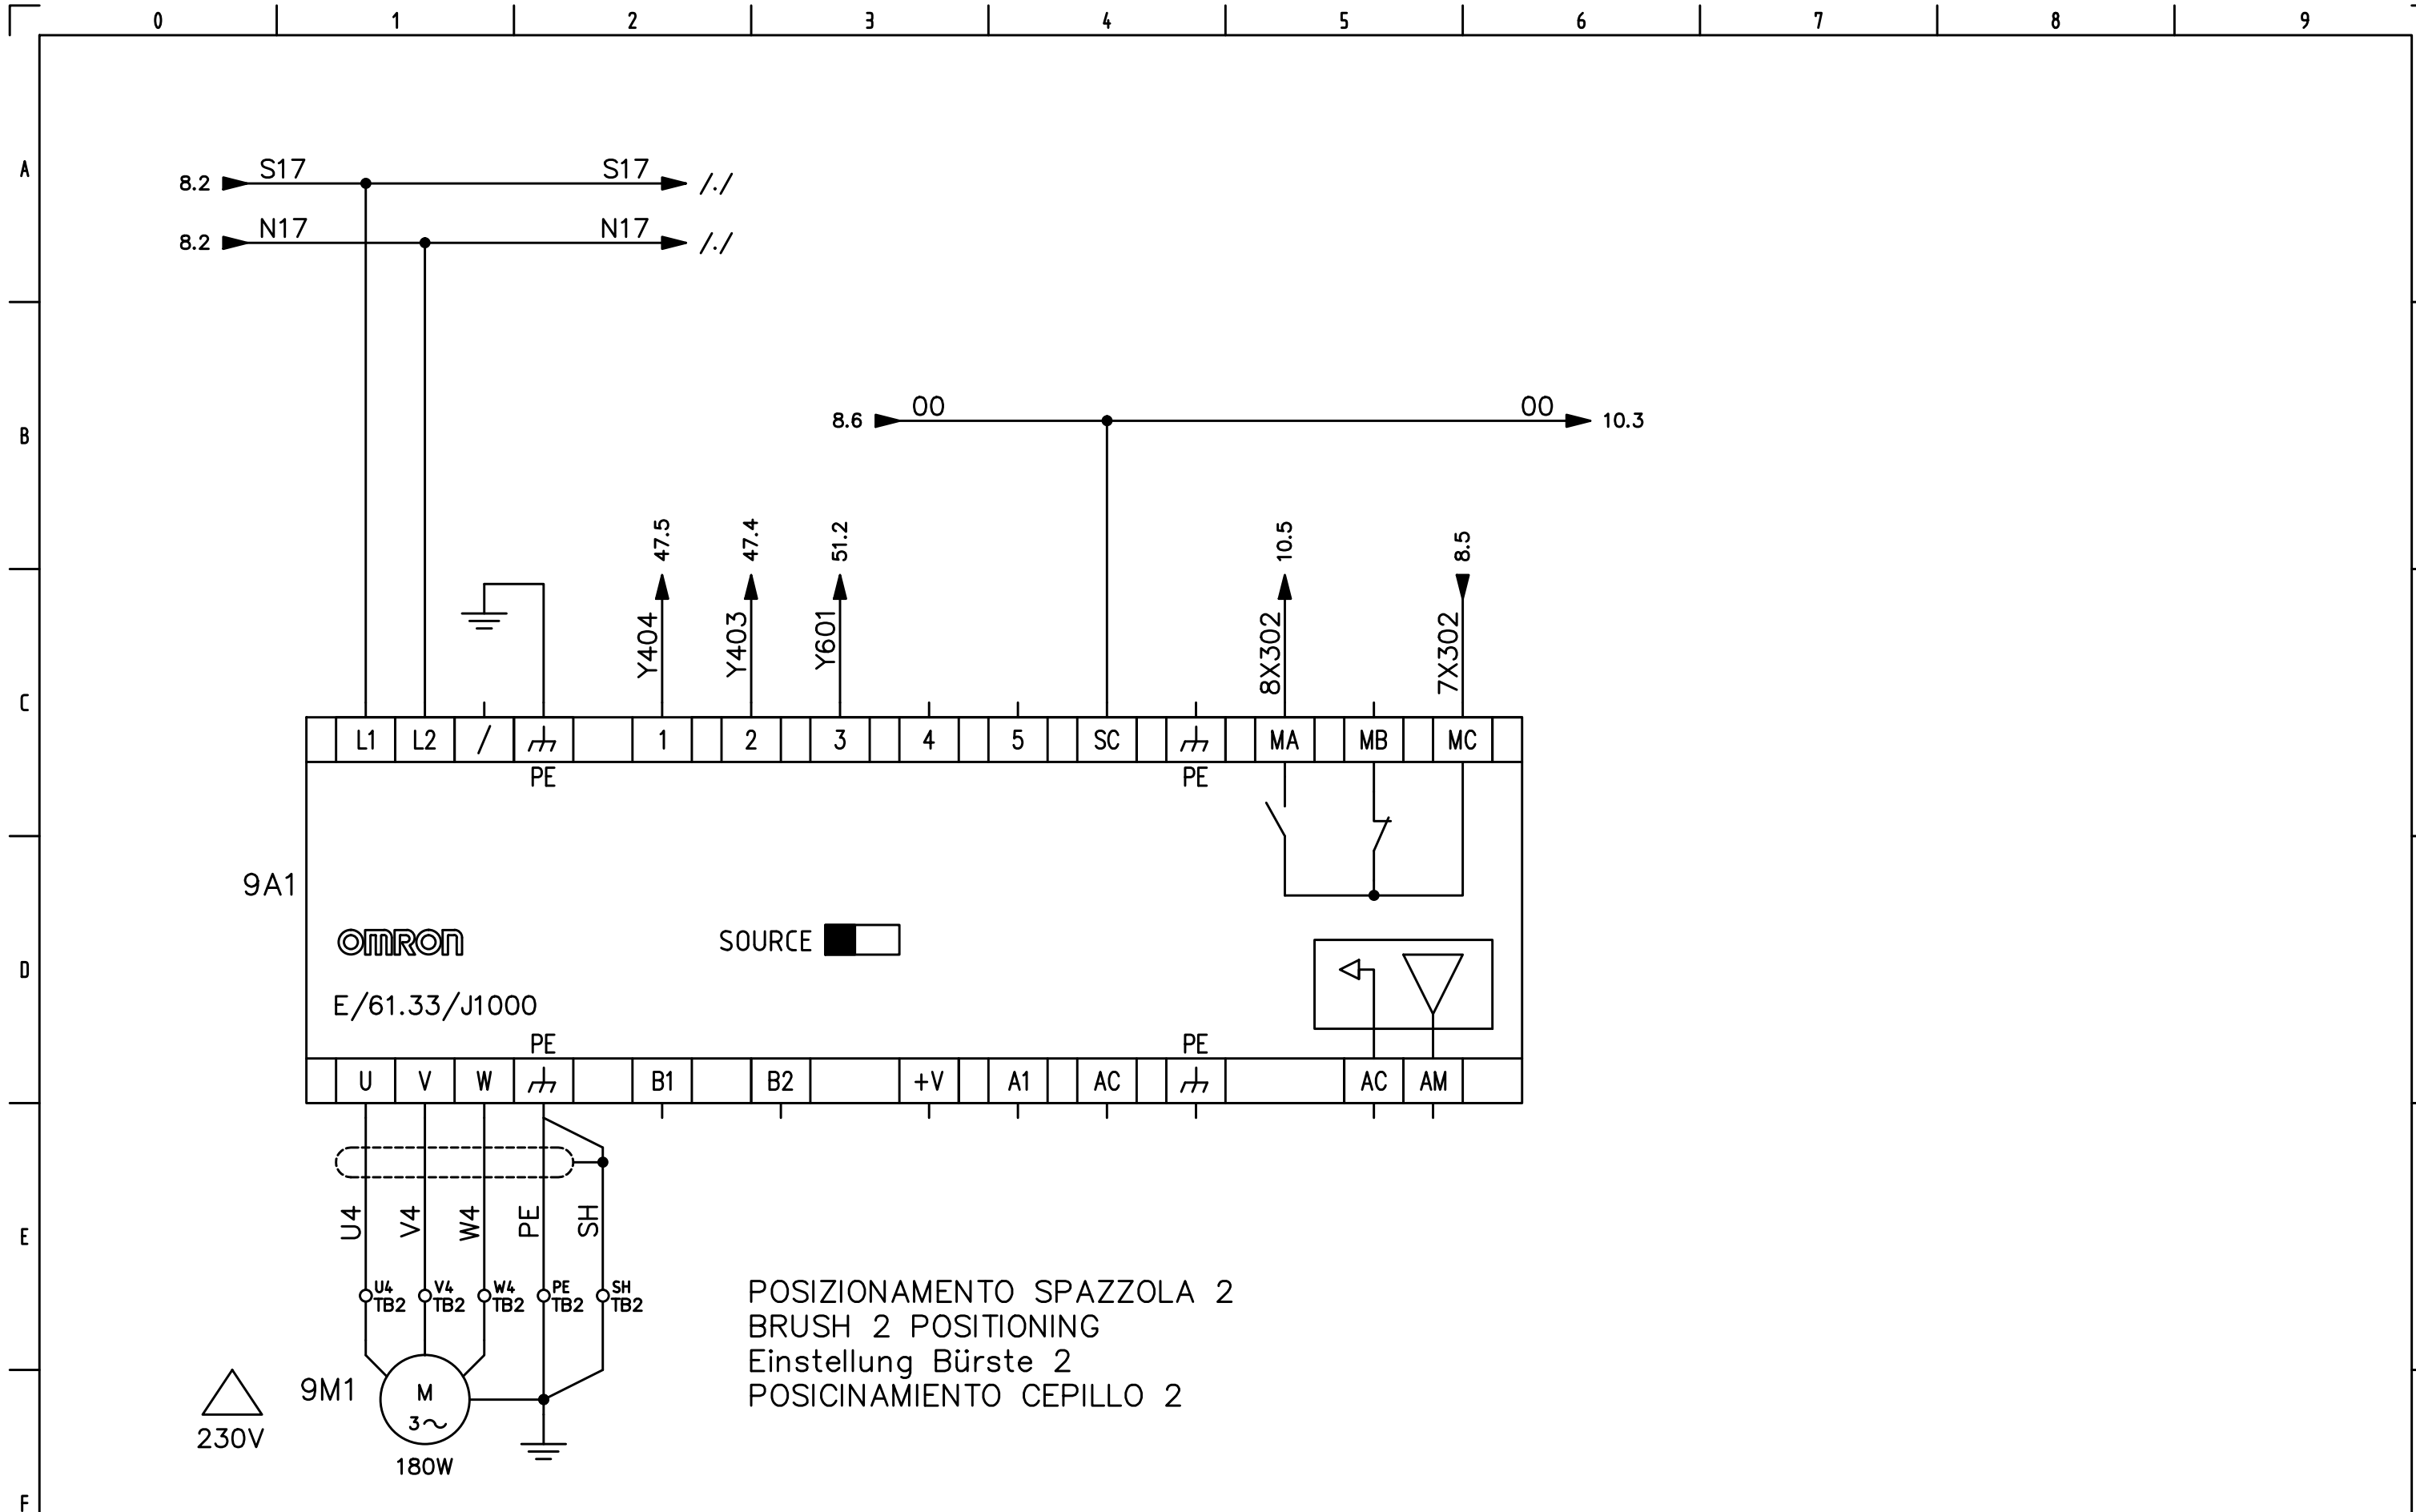 0 1 2 3 4 5 6 7 8 9
A
8.2 S17 S17 /./
8.2 N17 N17 /./
B
8.6 00 00 10.3
47.5 47.4 51.2 10.5 8.5
Y404 Y403 Y601 8X302 7X302
C
L1 L2 / 1 2 3 4 5 SC MA MB MC
PE PE
9A1
OMRON SOURCE
D
E/61.33/J1000
PE PE
U V W B1 B2 +V A1 AC AC AM
U4 V4 W4 PE SH
E
U4 V4 W4 PE SH
TB2 TB2 TB2 TB2 TB2
POSIZIONAMENTO SPAZZOLA 2
BRUSH 2 POSITIONING
Einstellung Bürste 2
POSICINAMIENTO CEPILLO 2
9M1 M
3~
230V
180W
F